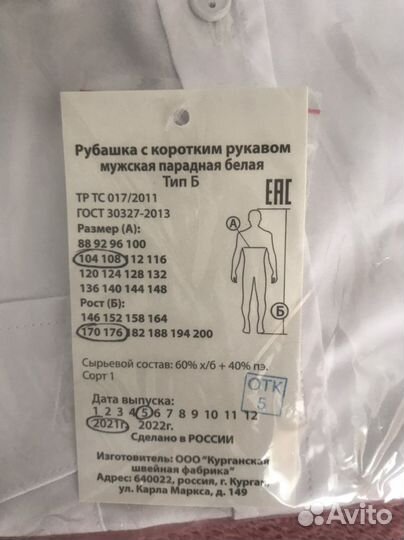 Рубашка с коротким рукавом
мужская парадная белая
Тип Б
ТР ТС 017/2011
ГОСТ 30327-2013
Размер (А):
88 92 96 100
104 108 112 116
120 124 128 132
136 140 144 148
Рост (Б):
146 152 158 164
170 176 182 188 194 200
ЕАС
А
Б
Сырьевой состав: 60% х/б + 40% пэ.
Сорт 1
ОТК
5
Дата выпуска:
1 2 3 4 5 6 7 8 9 10 11 12
2021г. 2022г.
Сделано в РОССИИ
Изготовитель: ООО "Курганская
швейная фабрика"
Адрес: 640022, россия, г. Курган,
ул. Карла Маркса, д. 149
Avito